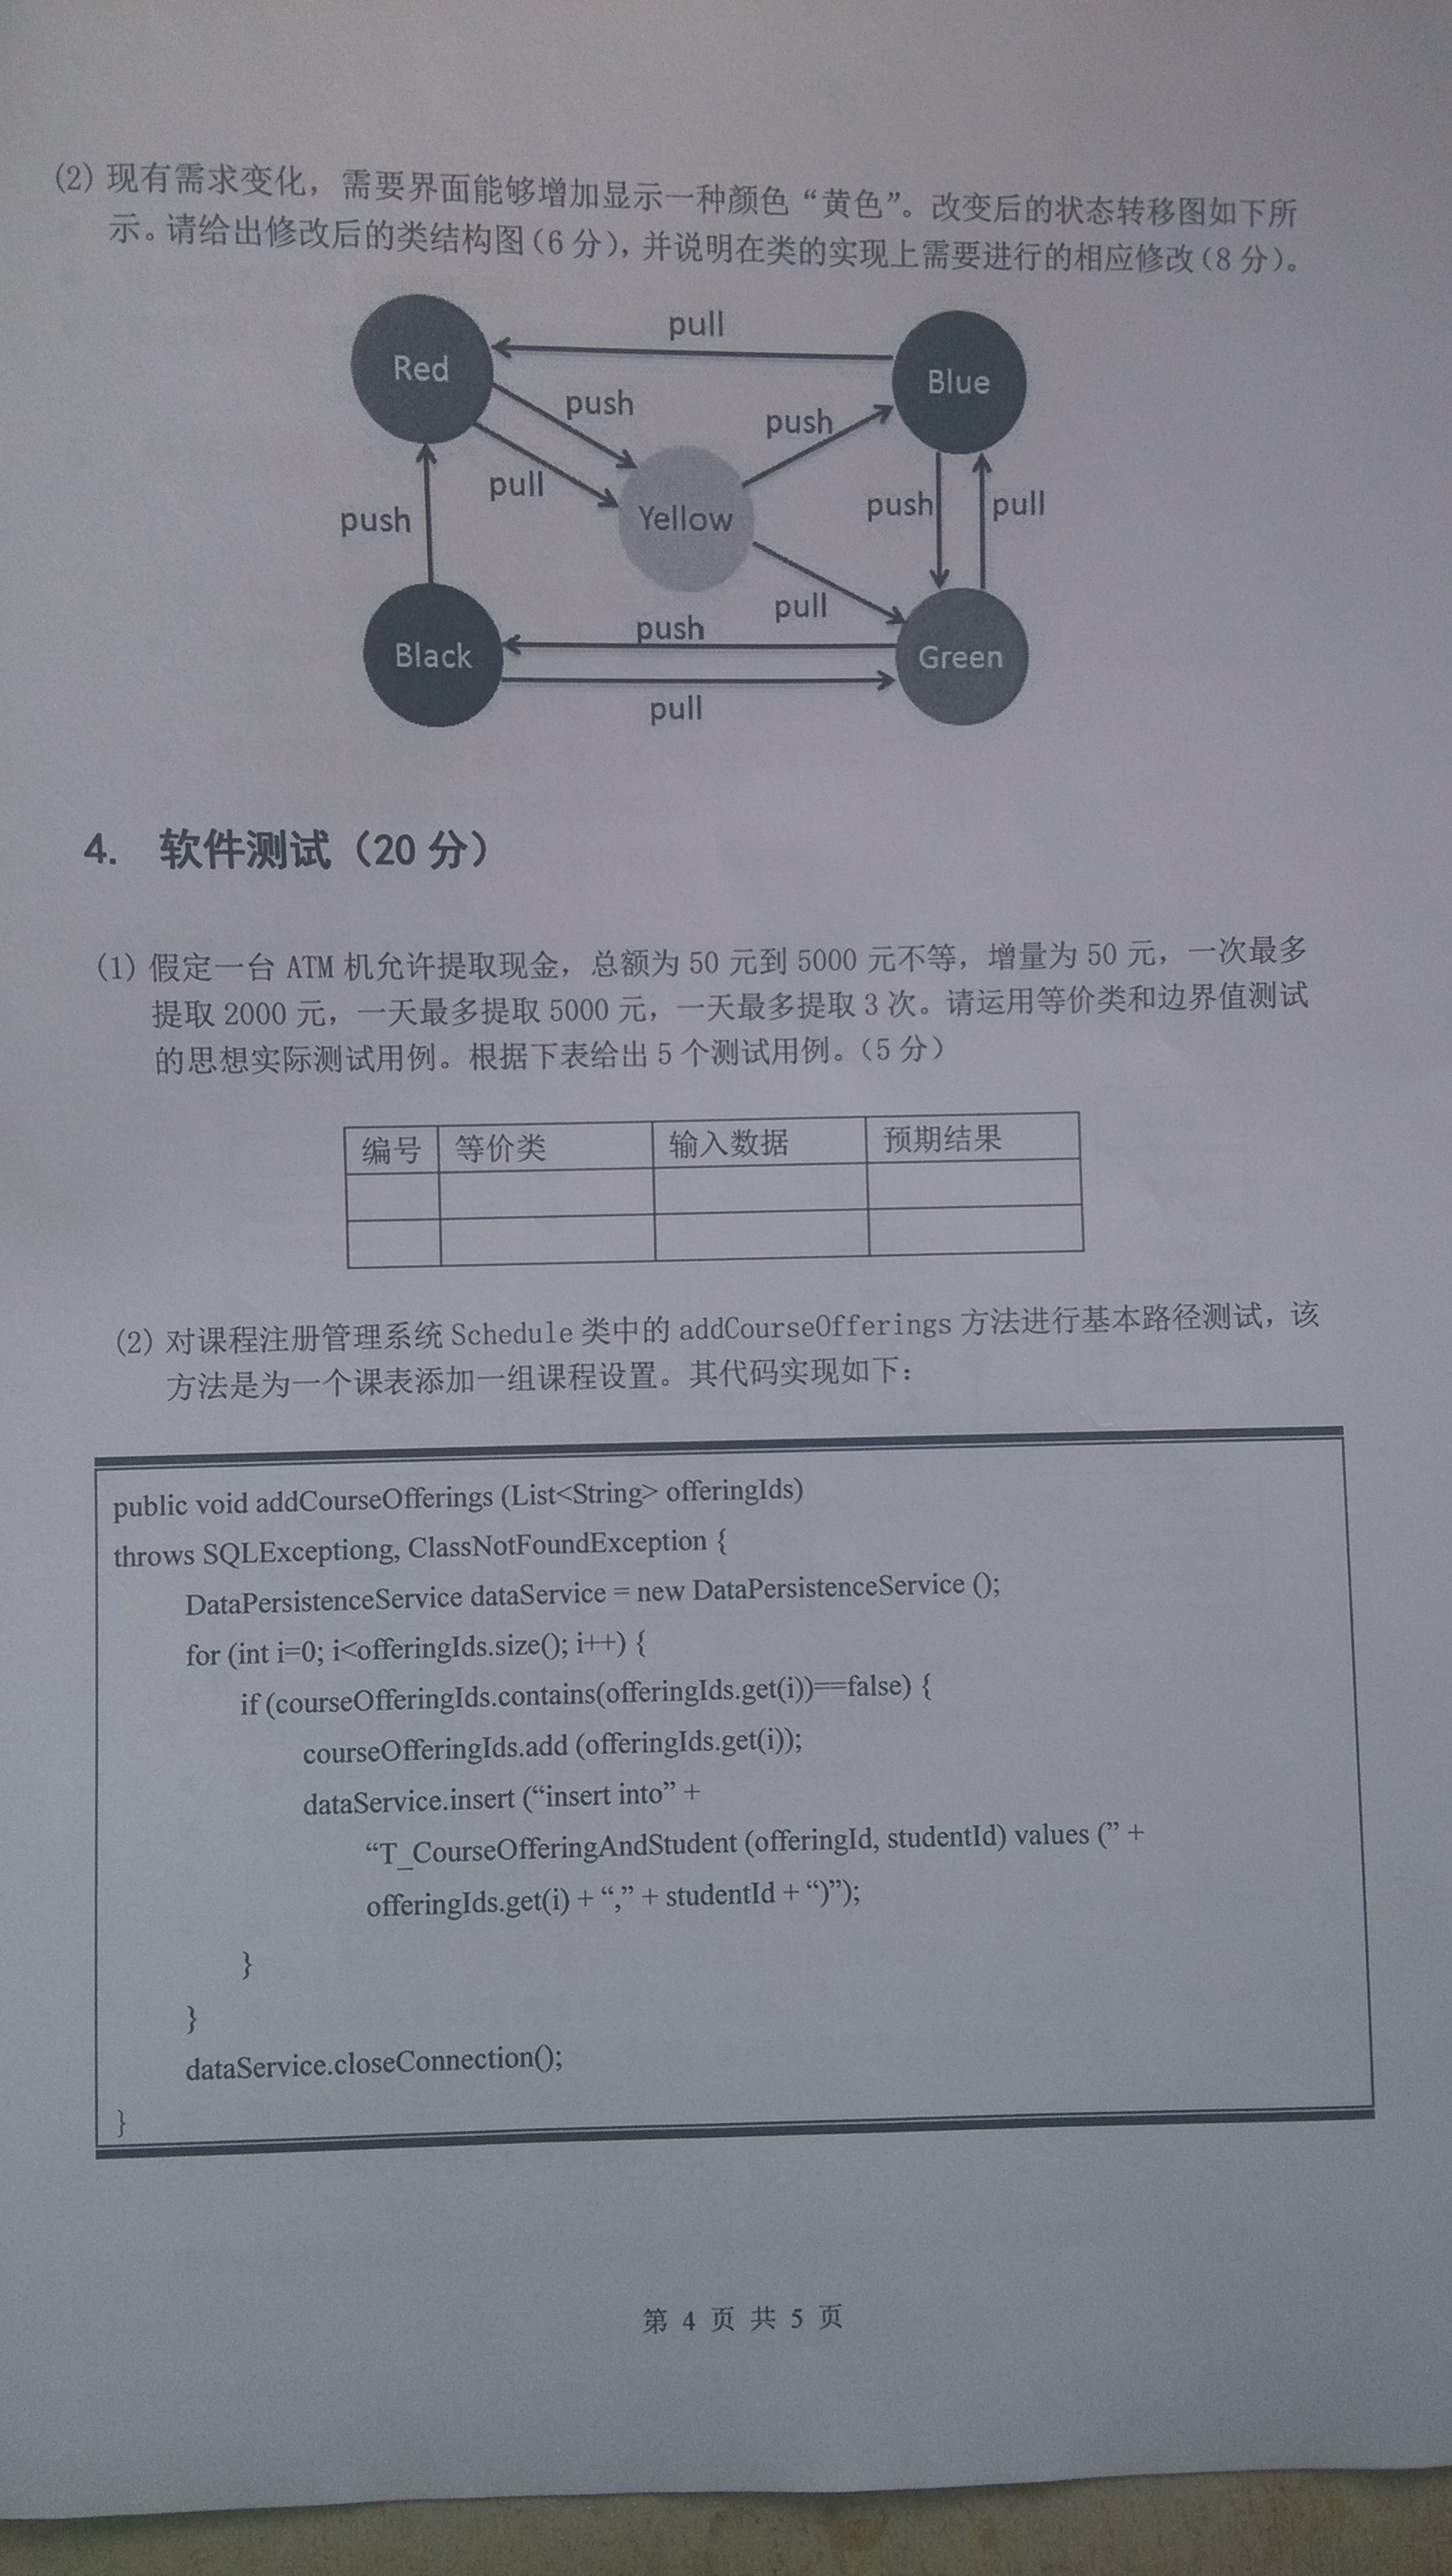 (2) 现有需求变化，需要界面能够增加显示一种颜色“黄色”。改变后的状态转移图如下所
示。请给出修改后的类结构图(6 分)，并说明在类的实现上需要进行的相应修改(8 分)。
pull
Red
Blue
push
push
pull
push
Yellow
push
pull
pull
push
Black
Green
pull
4. 软件测试（20 分）
(1) 假定一台 ATM 机允许提取现金，总额为 50 元到 5000 元不等，增量为 50 元，一次最多
提取 2000 元，一天最多提取 5000 元，一天最多提取 3 次。请运用等价类和边界值测试
的思想实际测试用例。根据下表给出 5 个测试用例。（5 分）
编号 等价类 输入数据 预期结果
(2) 对课程注册管理系统 Schedule 类中的 addCourseOfferings 方法进行基本路径测试，该
方法是为一个课表添加一组课程设置。其代码实现如下：
public void addCourseOfferings (List<String> offeringIds)
throws SQLExceptiong, ClassNotFoundException {
DataPersistenceService dataService = new DataPersistenceService ();
for (int i=0; i<offeringIds.size(); i++) {
if (courseOfferingIds.contains(offeringIds.get(i))==false) {
courseOfferingIds.add (offeringIds.get(i));
dataService.insert (“insert into” +
“T_CourseOfferingAndStudent (offeringId, studentId) values (” +
offeringIds.get(i) + “,” + studentId + “)”);
}
}
dataService.closeConnection();
}
第 4 页 共 5 页